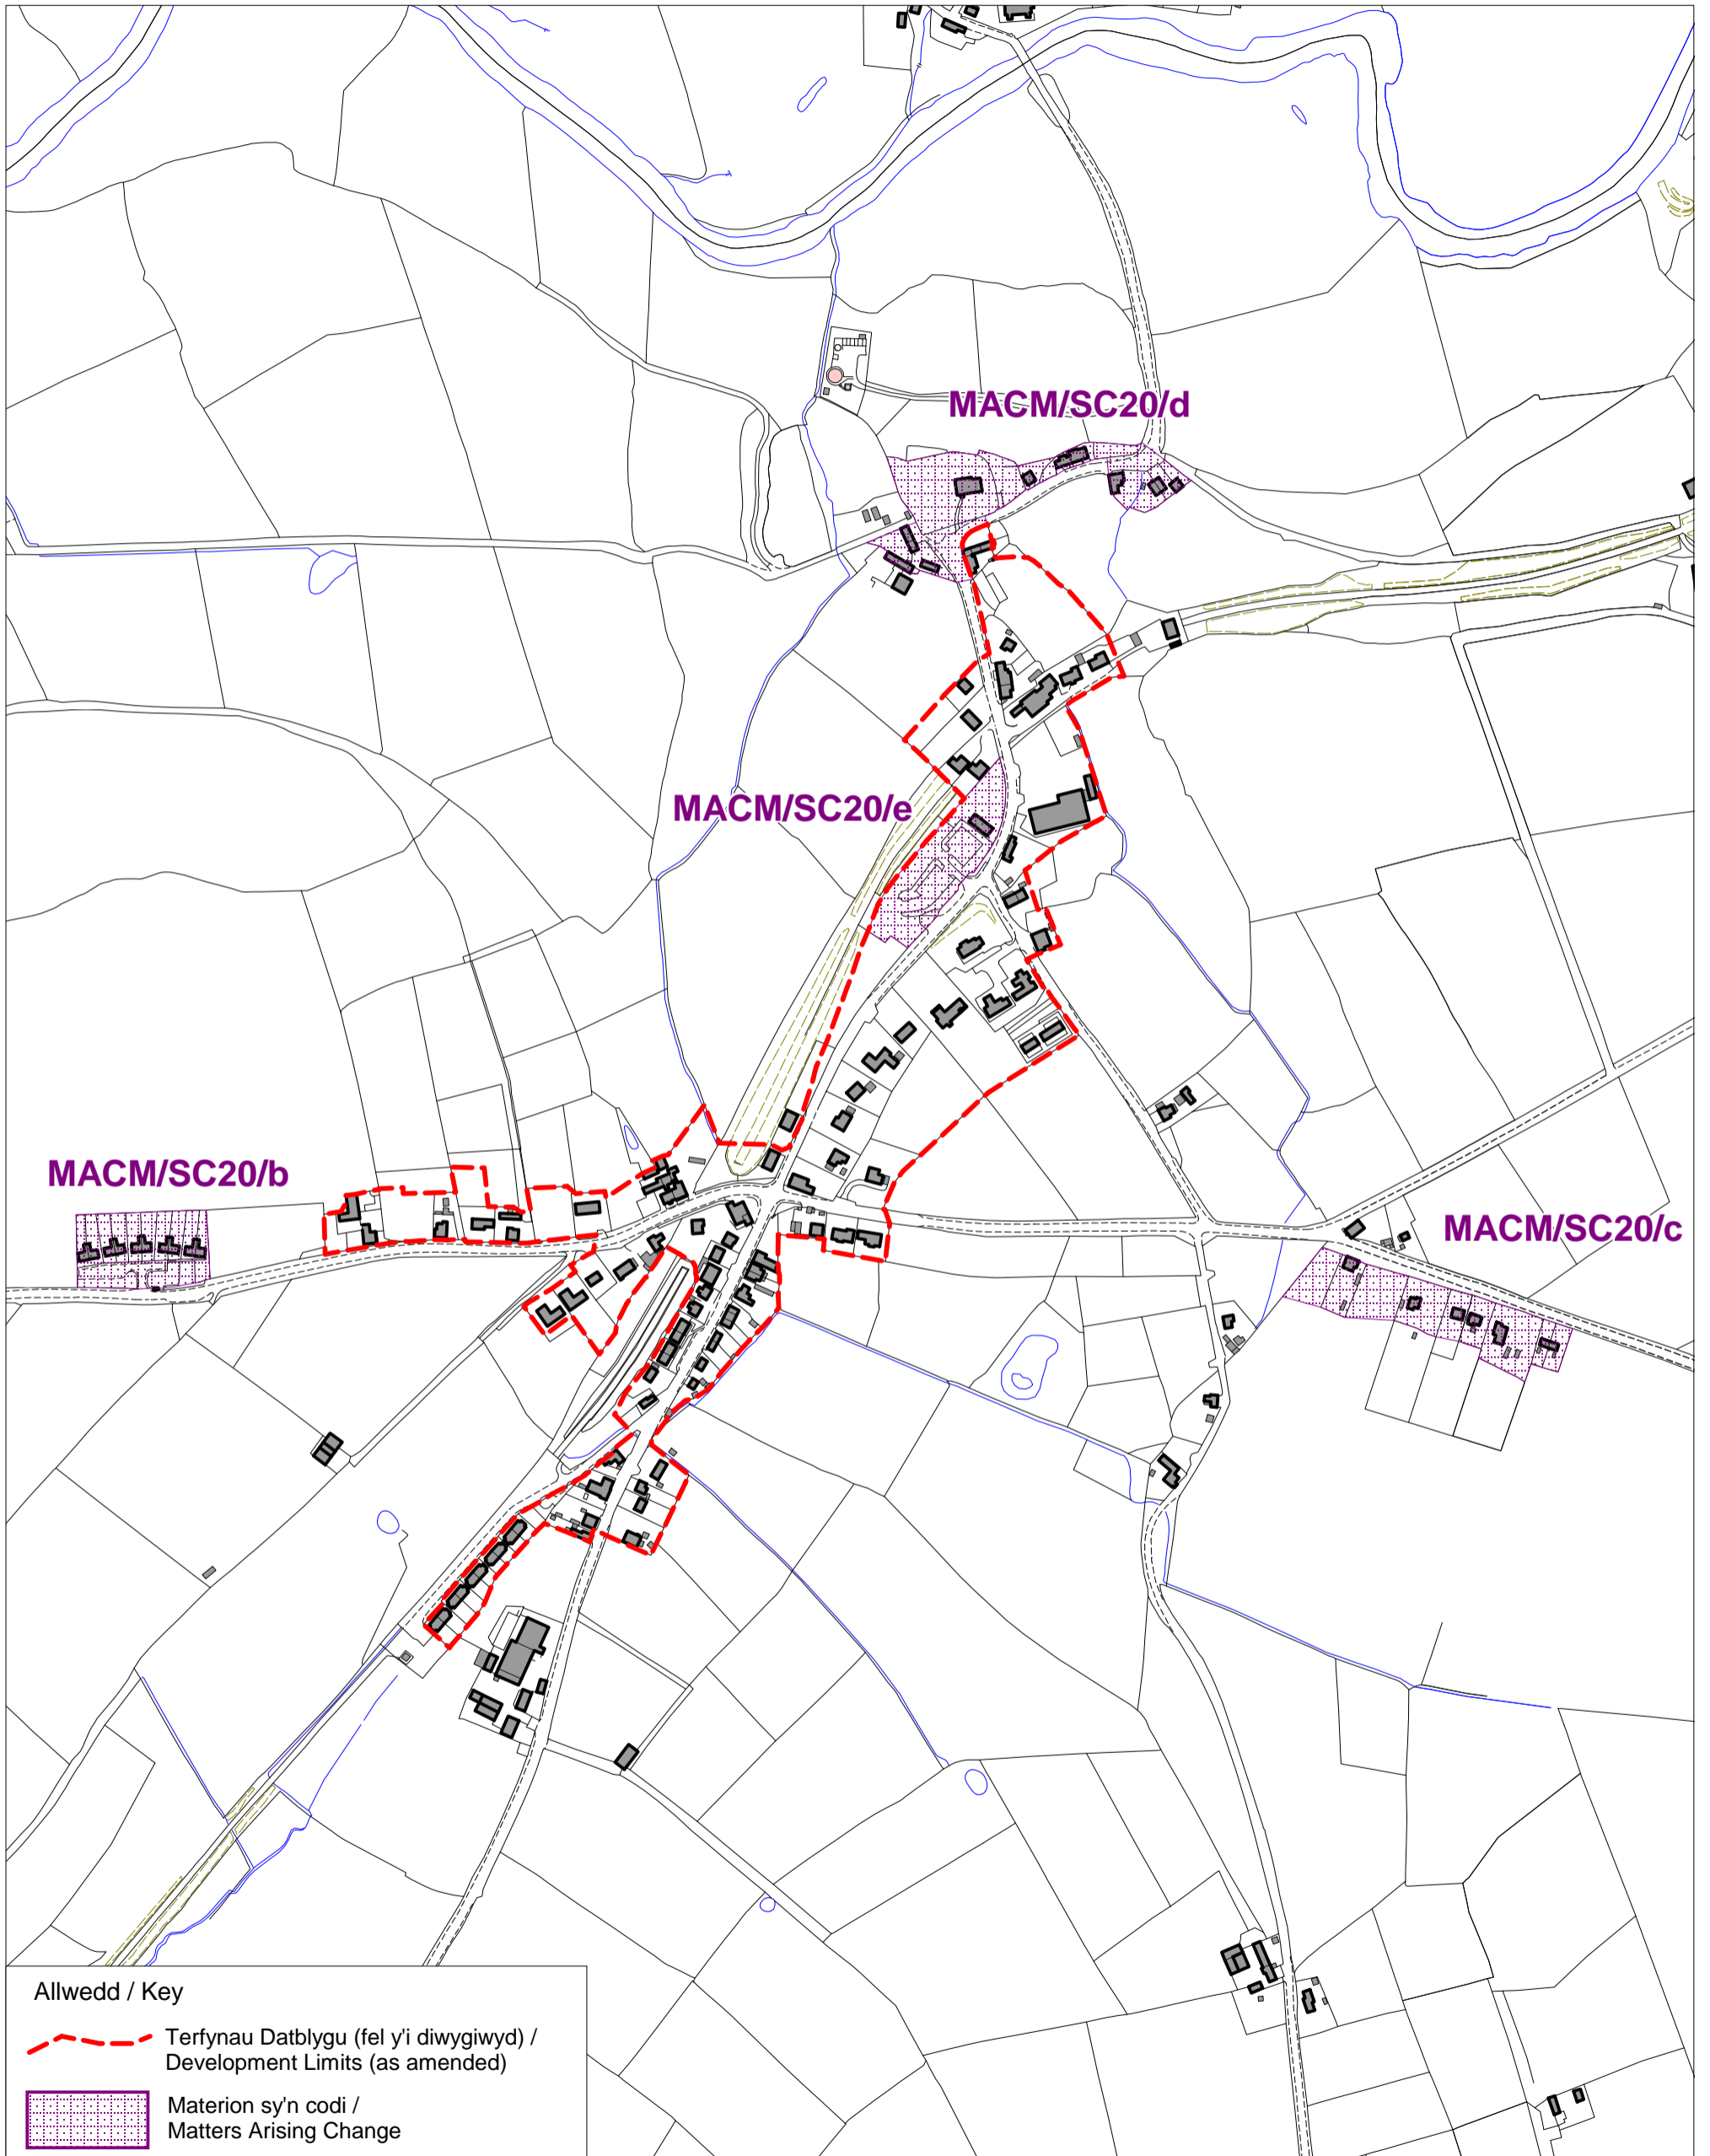 MACM/SC20/d
MACM/SC20/e
MACM/SC20/b
MACM/SC20/c
Allwedd / Key
Terfynau Datblygu (fel y'i diwygiwyd) /
Development Limits (as amended)
Materion sy'n codi /
Matters Arising Change